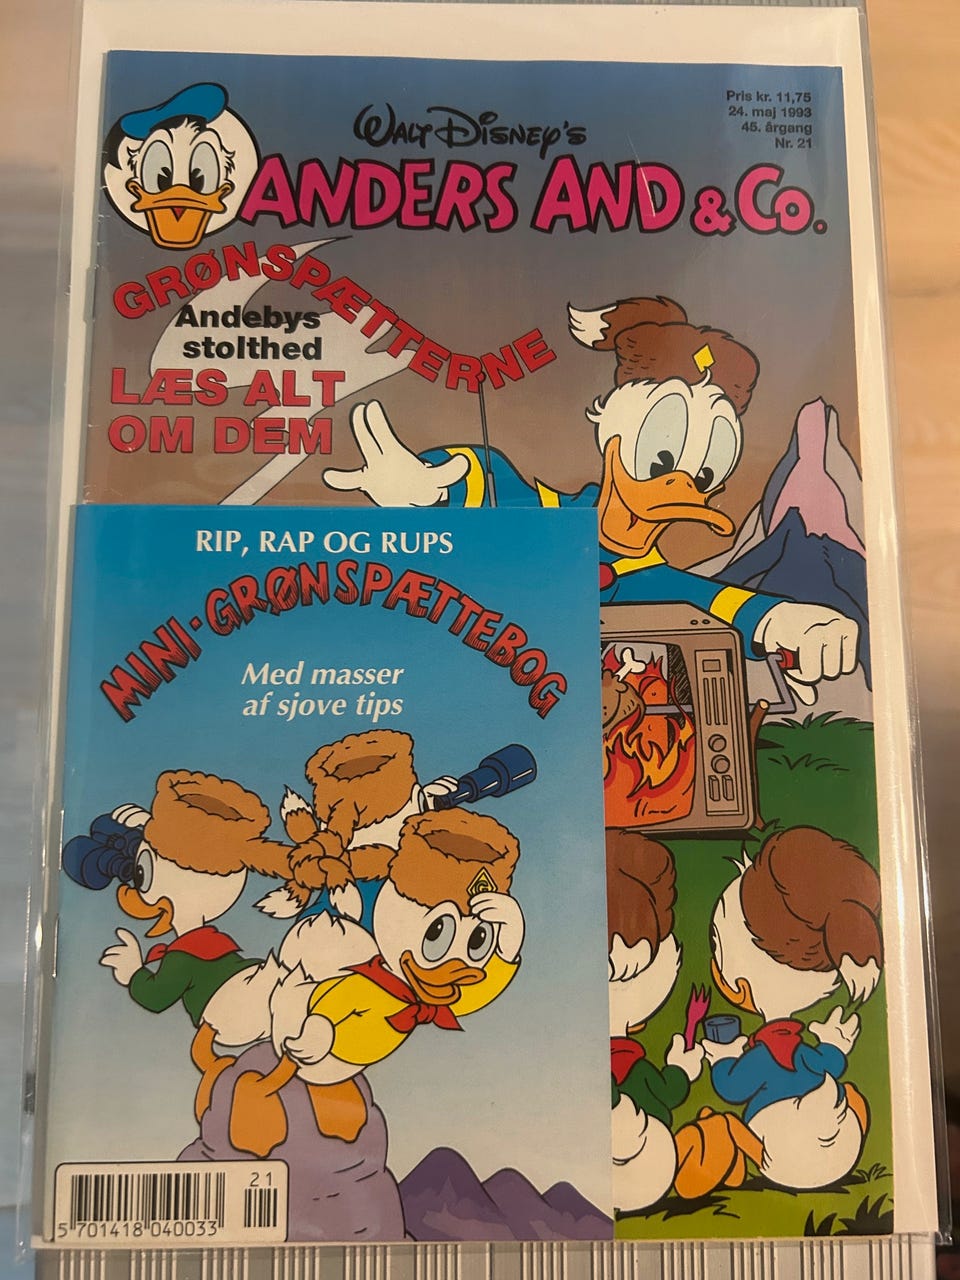 Pris kr. 11,75
24. maj 1993
45. årgang
Nr. 21
WALT DISNEY'S
ANDERS AND & Co.
GRØNSPÆTTERNE
Andebys
stolthed
LÆS ALT
OM DEM
RIP, RAP OG RUPS
MINI-GRØNSPÆTTEBOG
Med masser
af sjove tips
G
21
5 701418 040033